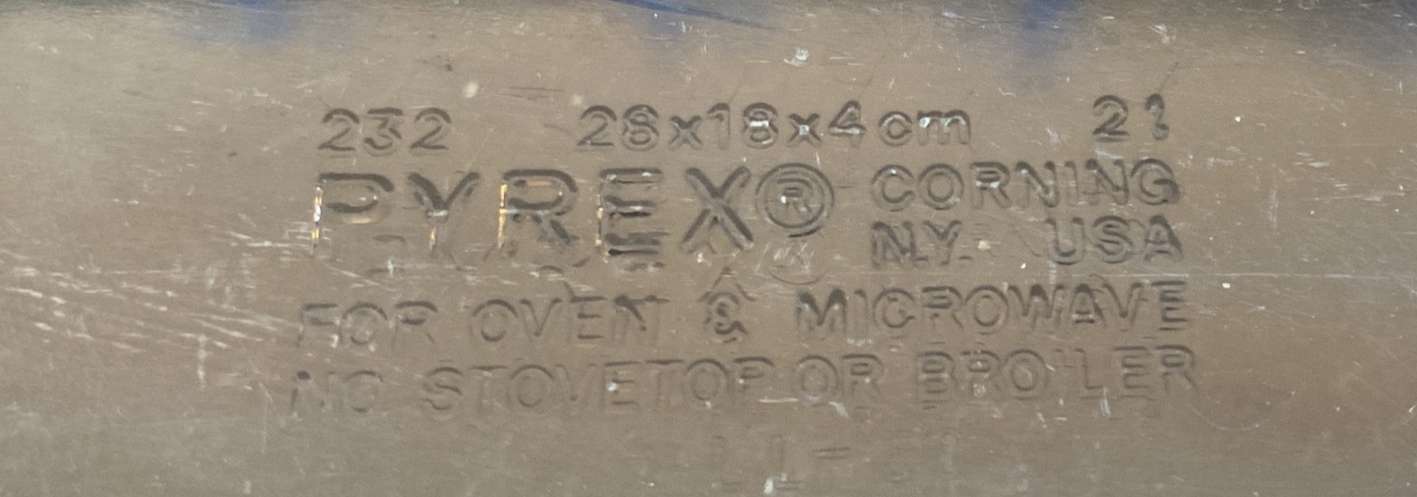 232 28x18x4cm 2ℓ
PYREX® CORNING
N.Y. USA
FOR OVEN & MICROWAVE
NO STOVETOP OR BROILER